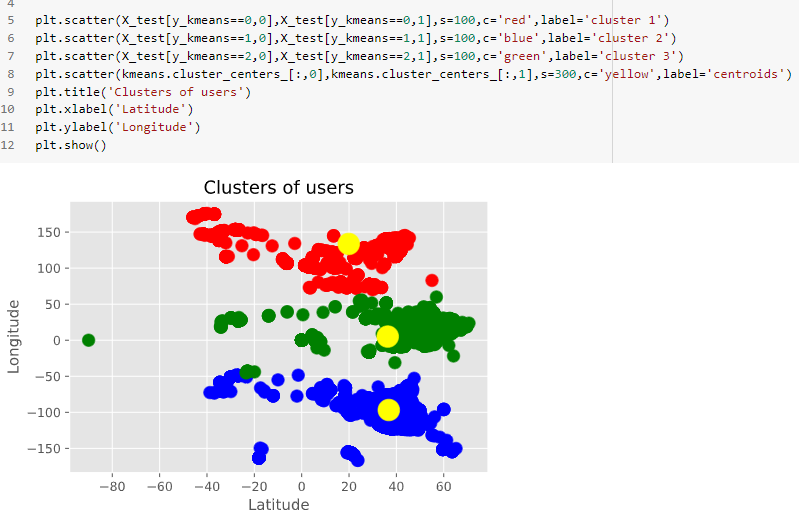 4
5 plt.scatter(X_test[y_kmeans==0,0],X_test[y_kmeans==0,1],s=100,c='red',label='cluster 1')
6 plt.scatter(X_test[y_kmeans==1,0],X_test[y_kmeans==1,1],s=100,c='blue',label='cluster 2')
7 plt.scatter(X_test[y_kmeans==2,0],X_test[y_kmeans==2,1],s=100,c='green',label='cluster 3')
8 plt.scatter(kmeans.cluster_centers_[:,0],kmeans.cluster_centers_[:,1],s=300,c='yellow',label='centroids')
9 plt.title('Clusters of users')
10 plt.xlabel('Latitude')
11 plt.ylabel('Longitude')
12 plt.show()
Clusters of users
150
100
50
0
−50
−100
−150
Longitude
−80 −60 −40 −20 0 20 40 60
Latitude